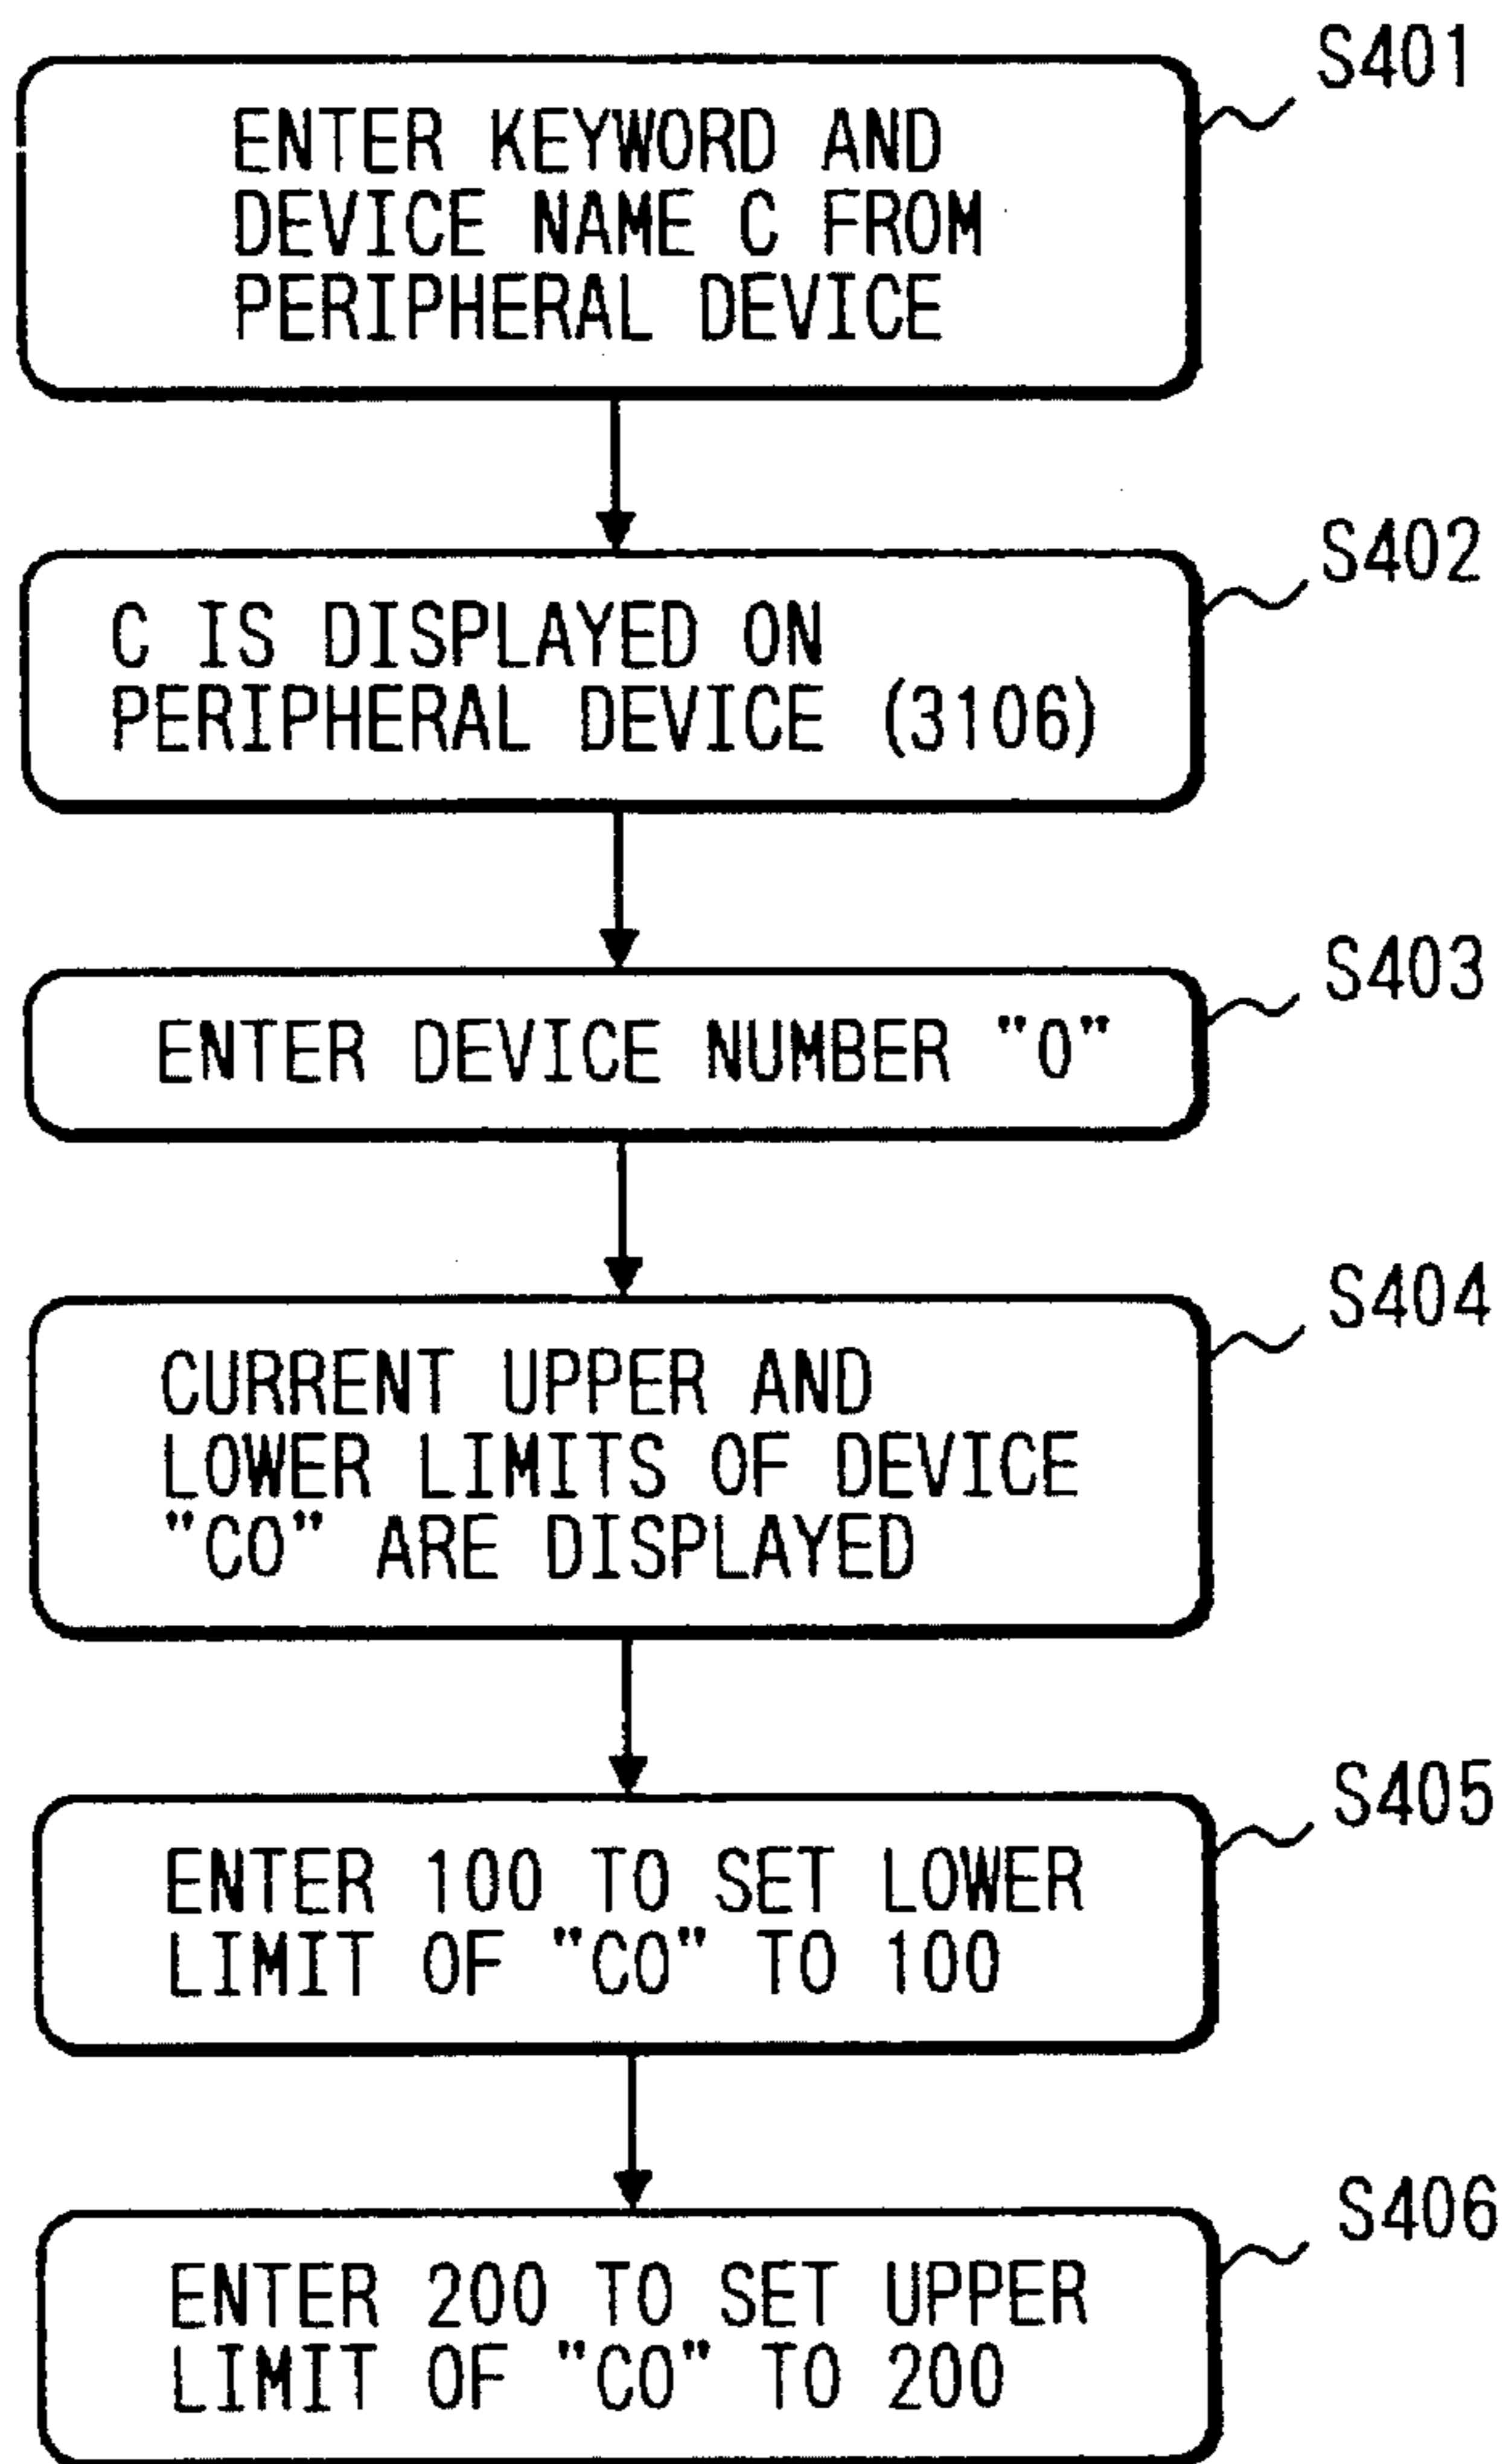 S401
ENTER KEYWORD AND
DEVICE NAME C FROM
PERIPHERAL DEVICE
S402
C IS DISPLAYED ON
PERIPHERAL DEVICE (3106)
S403
ENTER DEVICE NUMBER "0"
S404
CURRENT UPPER AND
LOWER LIMITS OF DEVICE
"C0" ARE DISPLAYED
S405
ENTER 100 TO SET LOWER
LIMIT OF "C0" TO 100
S406
ENTER 200 TO SET UPPER
LIMIT OF "C0" TO 200